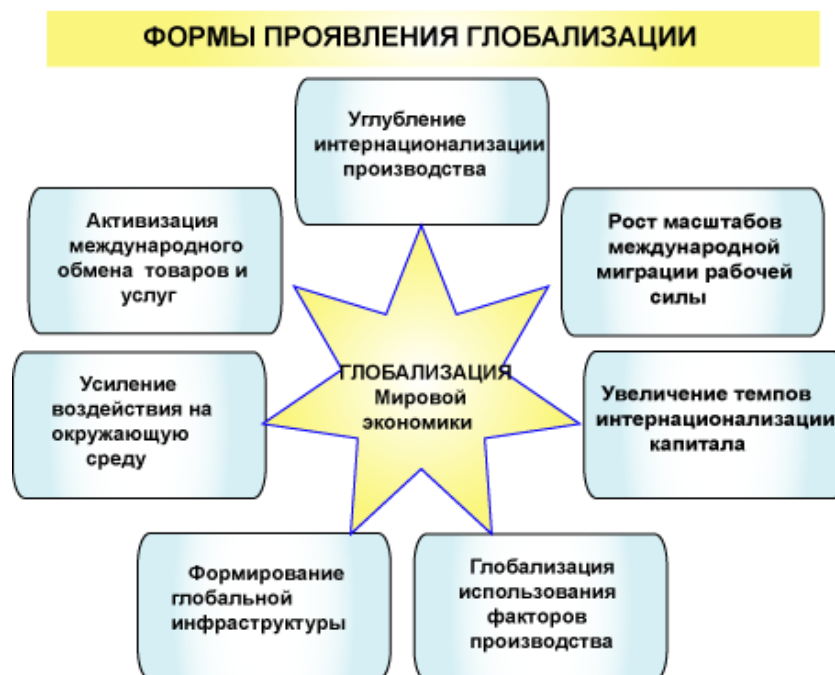 ФОРМЫ ПРОЯВЛЕНИЯ ГЛОБАЛИЗАЦИИ
Углубление
интернационализации
производства
Активизация
международного
обмена товаров и
услуг
Рост масштабов
международной
миграции рабочей
силы
ГЛОБАЛИЗАЦИЯ
Мировой
экономики
Усиление
воздействия на
окружающую
среду
Увеличение темпов
интернационализации
капитала
Формирование
глобальной
инфраструктуры
Глобализация
использования
факторов
производства